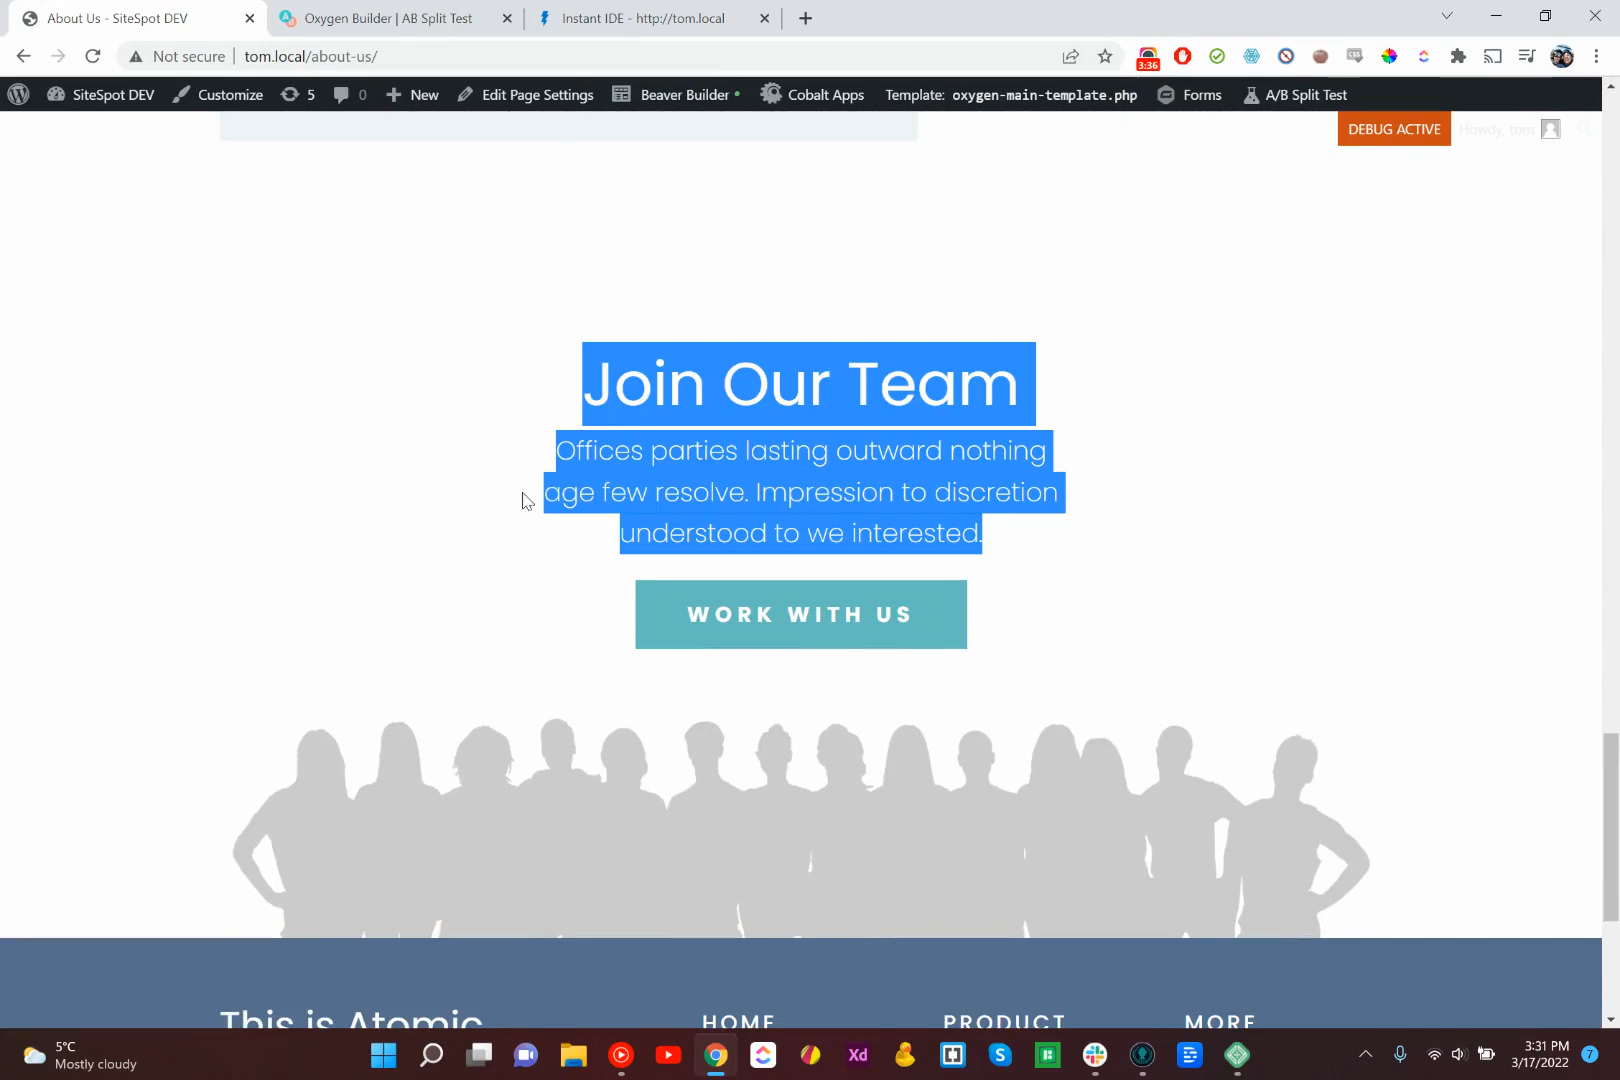 About Us - SiteSpot DEV
Oxygen Builder | AB Split Test
Instant IDE - http://tom.local
Not secure
tom.local/about-us/
3:36
SiteSpot DEV
Customize
5
0
New
Edit Page Settings
Beaver Builder
Cobalt Apps
Template: oxygen-main-template.php
Forms
A/B Split Test
DEBUG ACTIVE
Howdy, tom
Join Our Team
Offices parties lasting outward nothing
age few resolve. Impression to discretion
understood to we interested.
WORK WITH US
This is Atomic
HOME
PRODUCT
MORE
5°C
Mostly cloudy
Xd
3:31 PM
3/17/2022
7